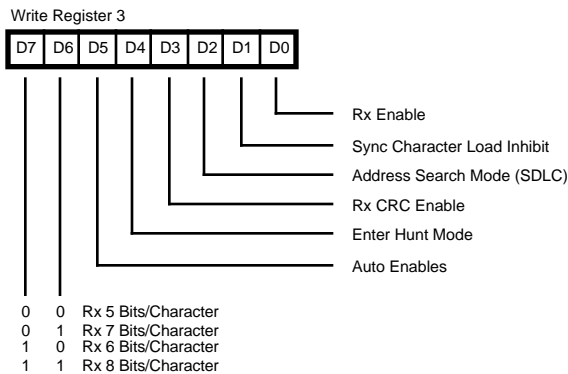 Write Register 3
D7 D6 D5 D4 D3 D2 D1 D0
Rx Enable
Sync Character Load Inhibit
Address Search Mode (SDLC)
Rx CRC Enable
Enter Hunt Mode
Auto Enables
0 0 Rx 5 Bits/Character
0 1 Rx 7 Bits/Character
1 0 Rx 6 Bits/Character
1 1 Rx 8 Bits/Character